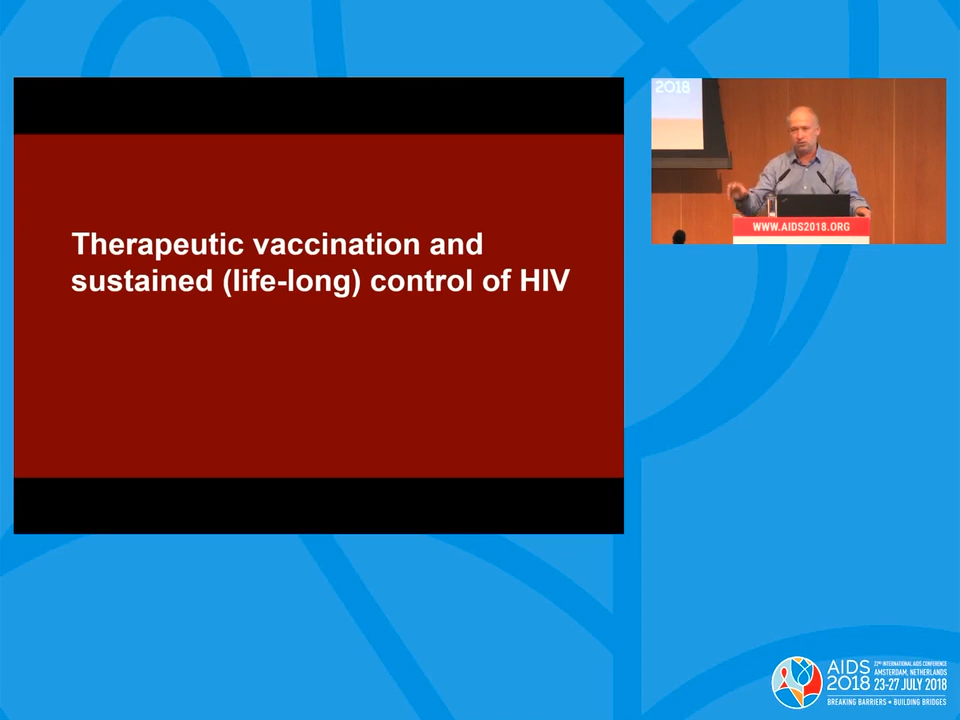 Therapeutic vaccination and
sustained (life-long) control of HIV
2018
WWW.AIDS2018.ORG
AIDS
2018
22ND INTERNATIONAL AIDS CONFERENCE
AMSTERDAM, NETHERLANDS
23-27 JULY 2018
BREAKING BARRIERS • BUILDING BRIDGES